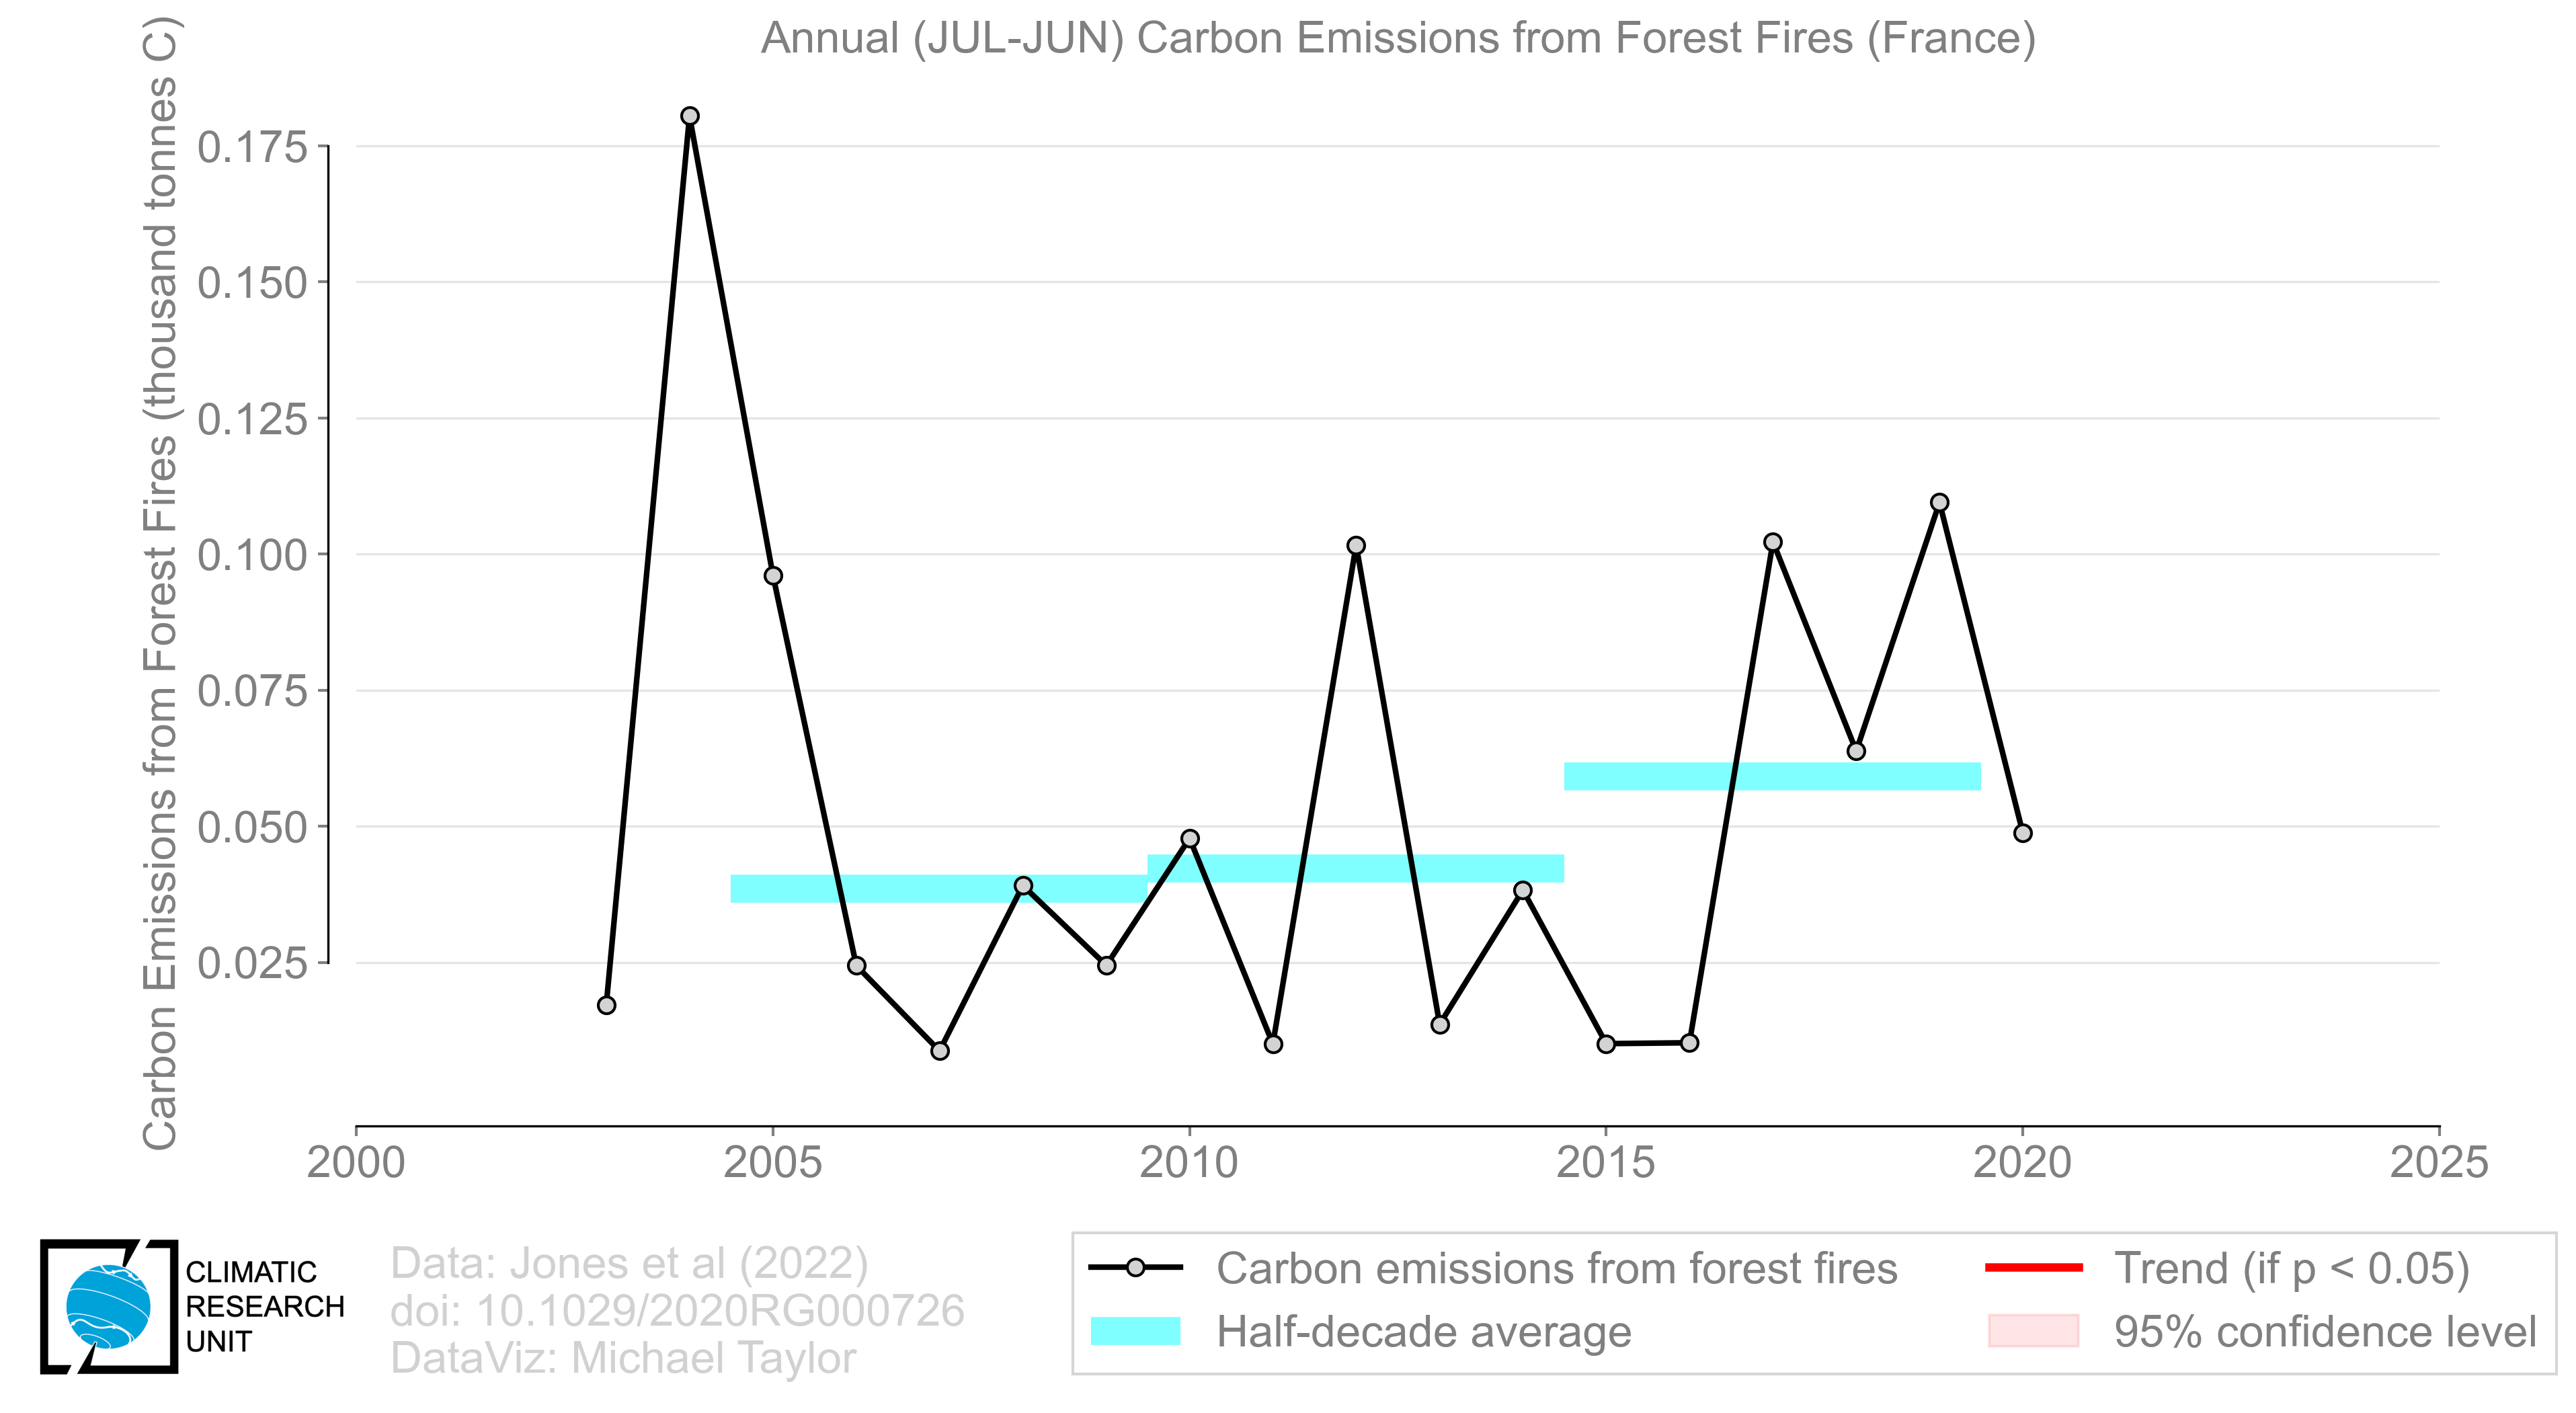 Annual (JUL-JUN) Carbon Emissions from Forest Fires (France)
Carbon Emissions from Forest Fires (thousand tonnes C)
0.175
0.150
0.125
0.100
0.075
0.050
0.025
2000
2005
2010
2015
2020
2025
CLIMATIC
RESEARCH
UNIT
Data: Jones et al (2022)
doi: 10.1029/2020RG000726
DataViz: Michael Taylor
Carbon emissions from forest fires
Half-decade average
Trend (if p < 0.05)
95% confidence level